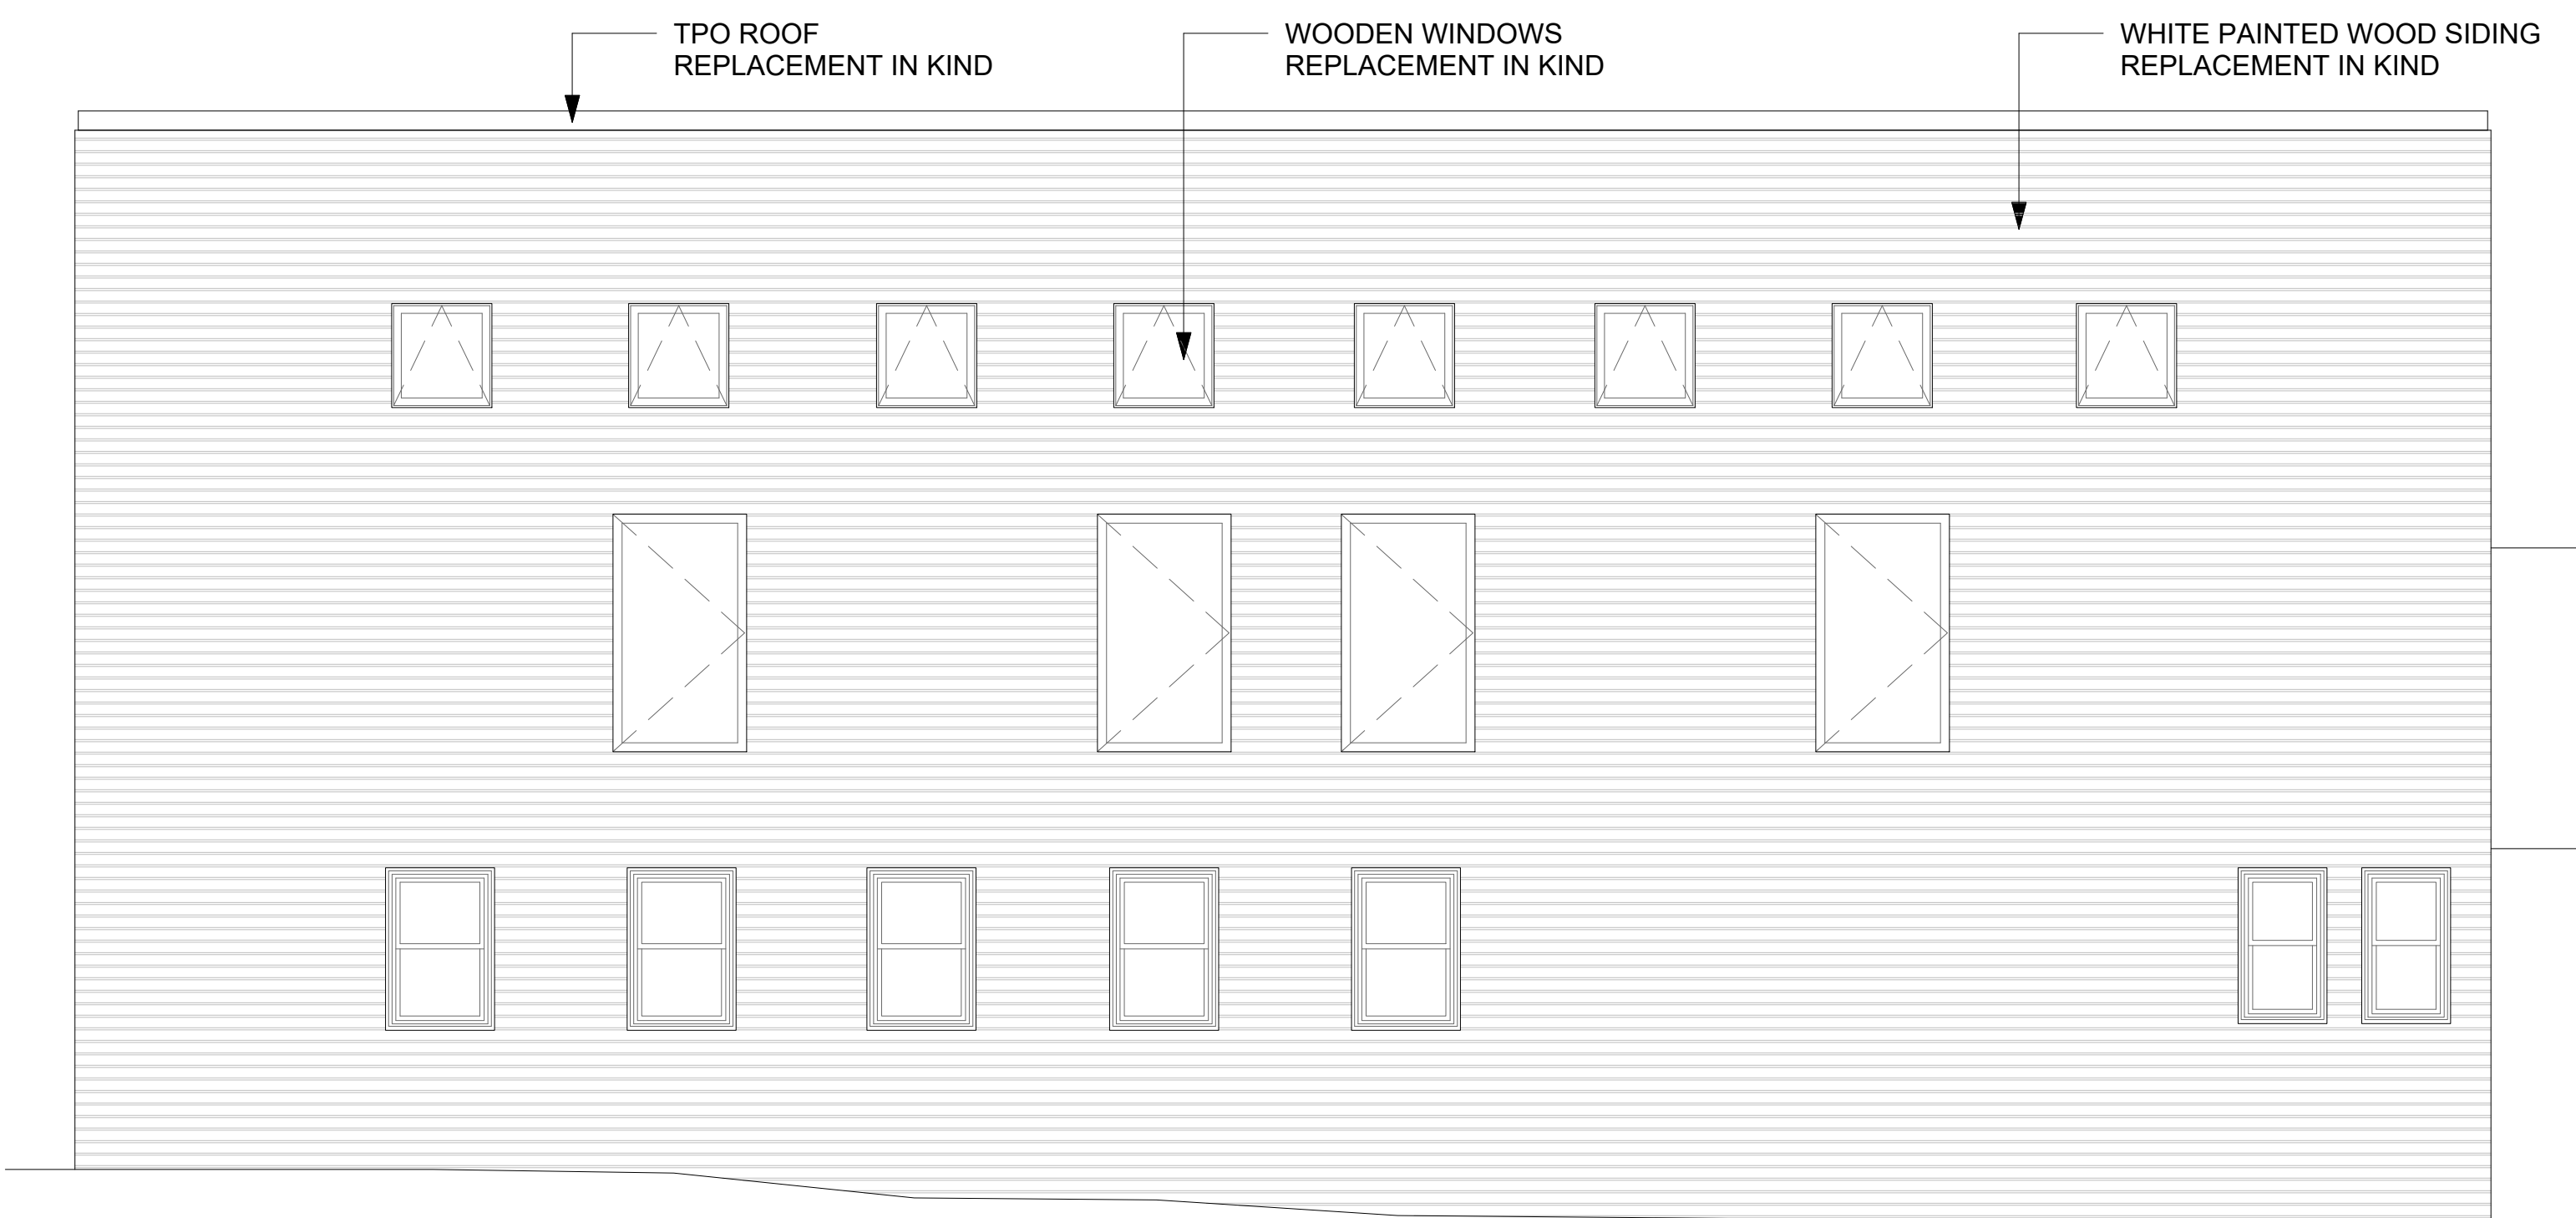 TPO ROOF
REPLACEMENT IN KIND
WOODEN WINDOWS
REPLACEMENT IN KIND
WHITE PAINTED WOOD SIDING
REPLACEMENT IN KIND